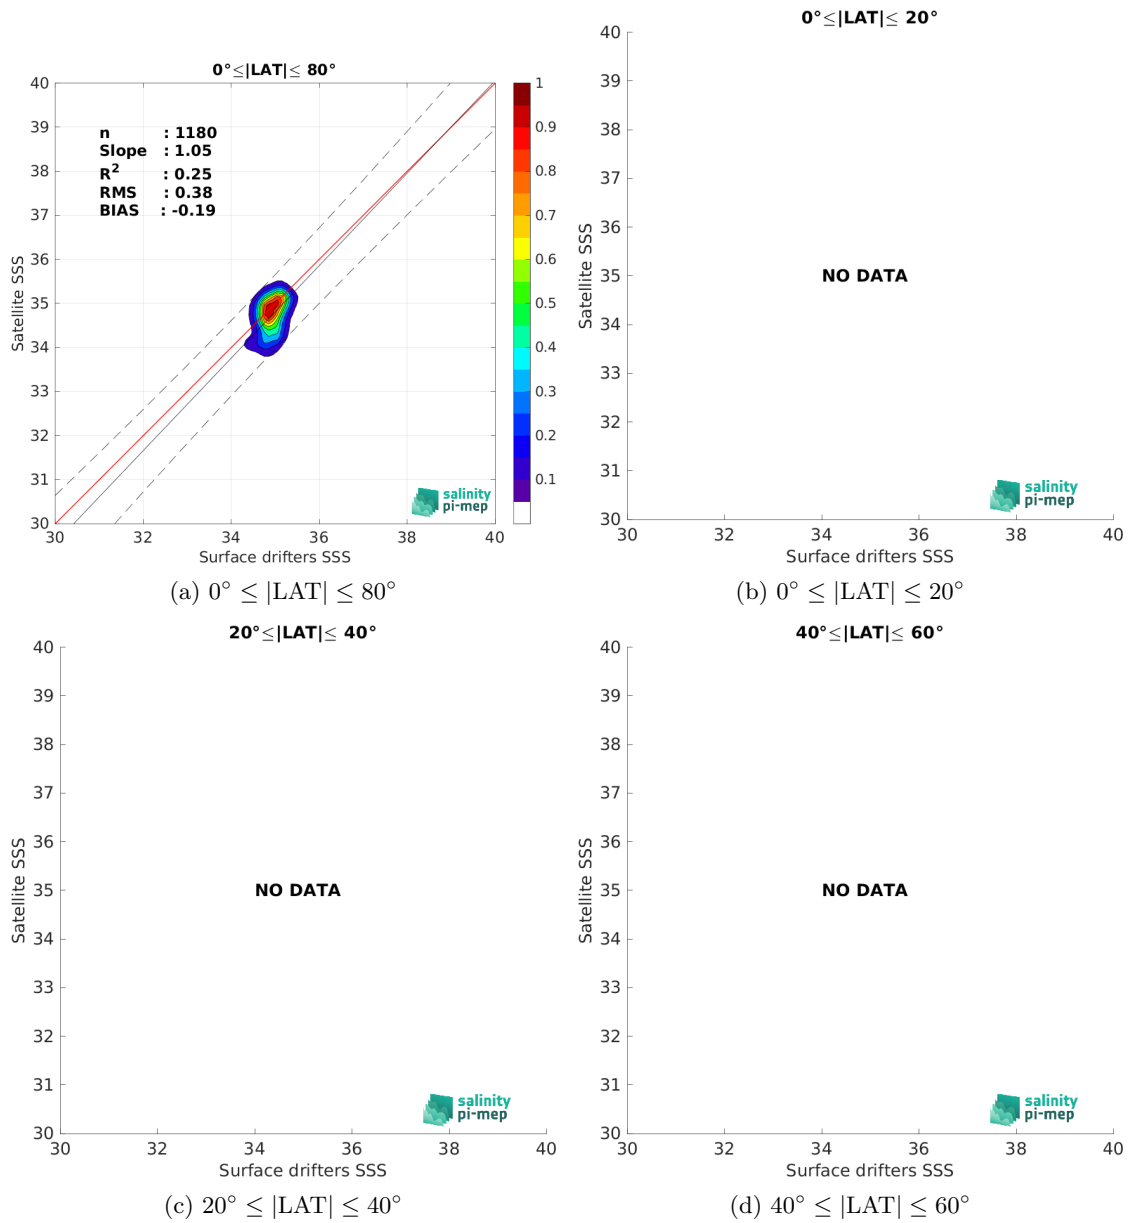 0°≤|LAT|≤ 80°
40
39
38
37
36
35
34
33
32
31
30
Satellite SSS
n : 1180
Slope : 1.05
R² : 0.25
RMS : 0.38
BIAS : -0.19
salinity
pi-mep
30 32 34 36 38 40
Surface drifters SSS
1
0.9
0.8
0.7
0.6
0.5
0.4
0.3
0.2
0.1
(a) 0° ≤ |LAT| ≤ 80°
0°≤|LAT|≤ 20°
40
39
38
37
36
35
34
33
32
31
30
Satellite SSS
NO DATA
salinity
pi-mep
30 32 34 36 38 40
Surface drifters SSS
(b) 0° ≤ |LAT| ≤ 20°
20°≤|LAT|≤ 40°
40
39
38
37
36
35
34
33
32
31
30
Satellite SSS
NO DATA
salinity
pi-mep
30 32 34 36 38 40
Surface drifters SSS
(c) 20° ≤ |LAT| ≤ 40°
40°≤|LAT|≤ 60°
40
39
38
37
36
35
34
33
32
31
30
Satellite SSS
NO DATA
salinity
pi-mep
30 32 34 36 38 40
Surface drifters SSS
(d) 40° ≤ |LAT| ≤ 60°